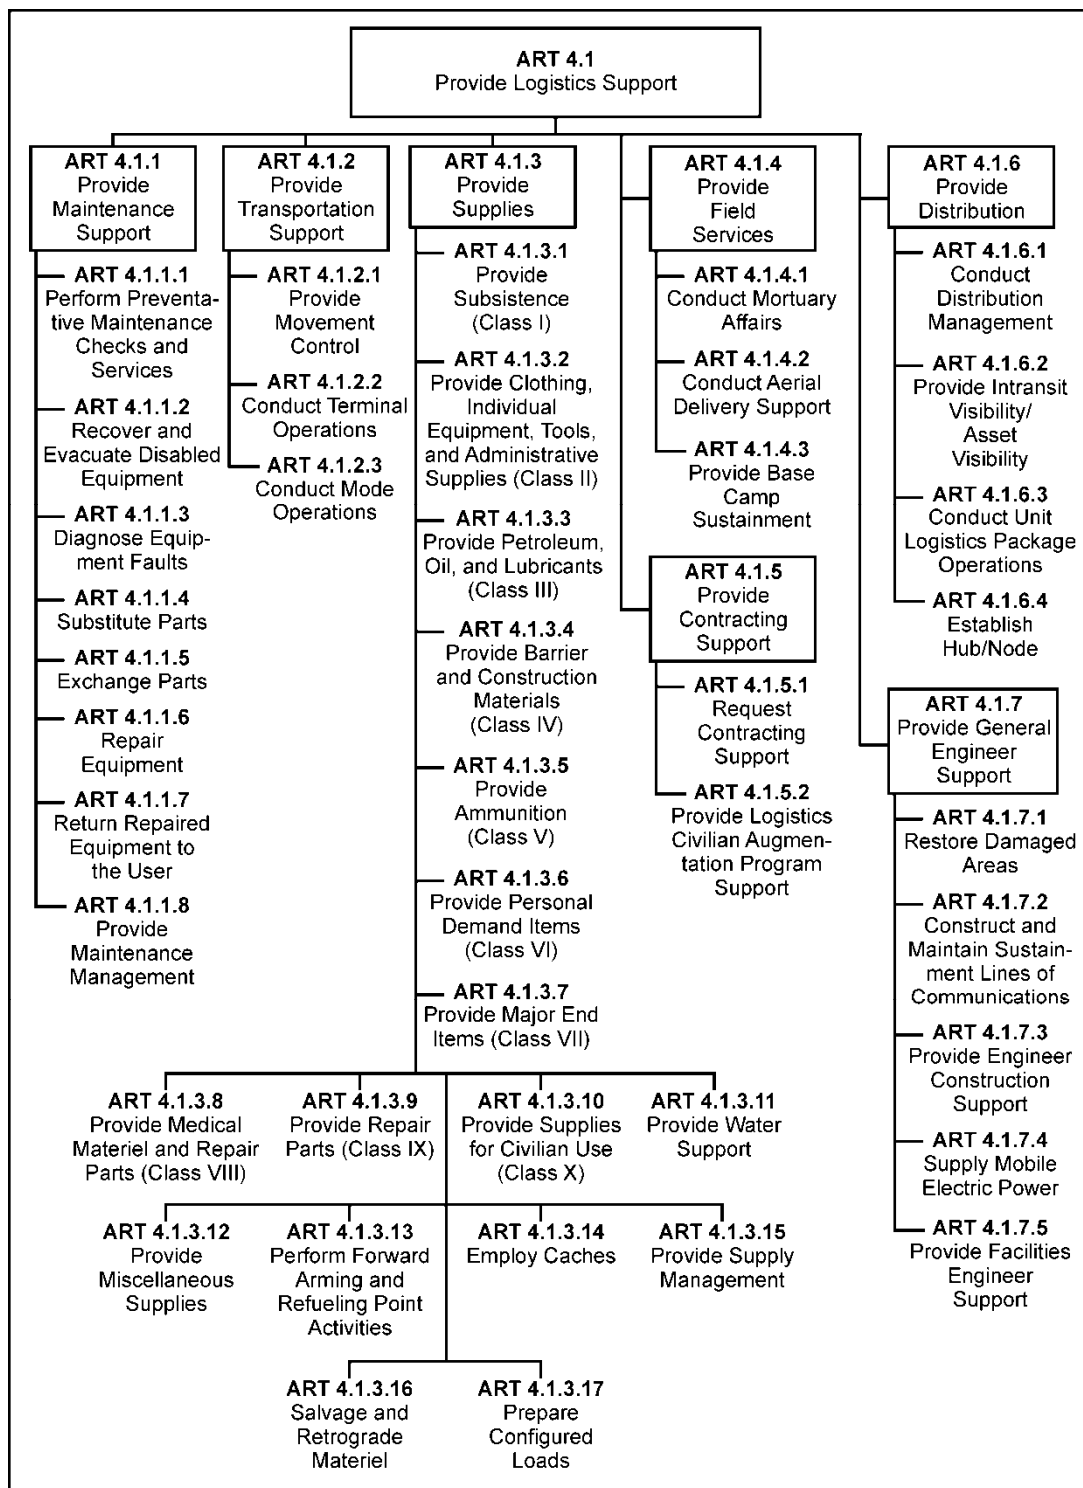 ART 4.1
Provide Logistics Support
ART 4.1.1
Provide
Maintenance
Support
ART 4.1.1.1
Perform Preventa-
tive Maintenance
Checks and
Services
ART 4.1.1.2
Recover and
Evacuate Disabled
Equipment
ART 4.1.1.3
Diagnose Equip-
ment Faults
ART 4.1.1.4
Substitute Parts
ART 4.1.1.5
Exchange Parts
ART 4.1.1.6
Repair
Equipment
ART 4.1.1.7
Return Repaired
Equipment to
the User
ART 4.1.1.8
Provide
Maintenance
Management
ART 4.1.2
Provide
Transportation
Support
ART 4.1.2.1
Provide
Movement
Control
ART 4.1.2.2
Conduct Terminal
Operations
ART 4.1.2.3
Conduct Mode
Operations
ART 4.1.3
Provide
Supplies
ART 4.1.3.1
Provide
Subsistence
(Class I)
ART 4.1.3.2
Provide Clothing,
Individual
Equipment, Tools,
and Administrative
Supplies (Class II)
ART 4.1.3.3
Provide Petroleum,
Oil, and Lubricants
(Class III)
ART 4.1.3.4
Provide Barrier
and Construction
Materials
(Class IV)
ART 4.1.3.5
Provide
Ammunition
(Class V)
ART 4.1.3.6
Provide Personal
Demand Items
(Class VI)
ART 4.1.3.7
Provide Major End
Items (Class VII)
ART 4.1.3.8
Provide Medical
Materiel and Repair
Parts (Class VIII)
ART 4.1.3.9
Provide Repair
Parts (Class IX)
ART 4.1.3.10
Provide Supplies
for Civilian Use
(Class X)
ART 4.1.3.11
Provide Water
Support
ART 4.1.3.12
Provide
Miscellaneous
Supplies
ART 4.1.3.13
Perform Forward
Arming and
Refueling Point
Activities
ART 4.1.3.14
Employ Caches
ART 4.1.3.15
Provide Supply
Management
ART 4.1.3.16
Salvage and
Retrograde
Materiel
ART 4.1.3.17
Prepare
Configured
Loads
ART 4.1.4
Provide
Field
Services
ART 4.1.4.1
Conduct Mortuary
Affairs
ART 4.1.4.2
Conduct Aerial
Delivery Support
ART 4.1.4.3
Provide Base
Camp
Sustainment
ART 4.1.5
Provide
Contracting
Support
ART 4.1.5.1
Request
Contracting
Support
ART 4.1.5.2
Provide Logistics
Civilian Augmen-
tation Program
Support
ART 4.1.6
Provide
Distribution
ART 4.1.6.1
Conduct
Distribution
Management
ART 4.1.6.2
Provide Intransit
Visibility/
Asset
Visibility
ART 4.1.6.3
Conduct Unit
Logistics Package
Operations
ART 4.1.6.4
Establish
Hub/Node
ART 4.1.7
Provide General
Engineer
Support
ART 4.1.7.1
Restore Damaged
Areas
ART 4.1.7.2
Construct and
Maintain Sustain-
ment Lines of
Communications
ART 4.1.7.3
Provide Engineer
Construction
Support
ART 4.1.7.4
Supply Mobile
Electric Power
ART 4.1.7.5
Provide Facilities
Engineer
Support